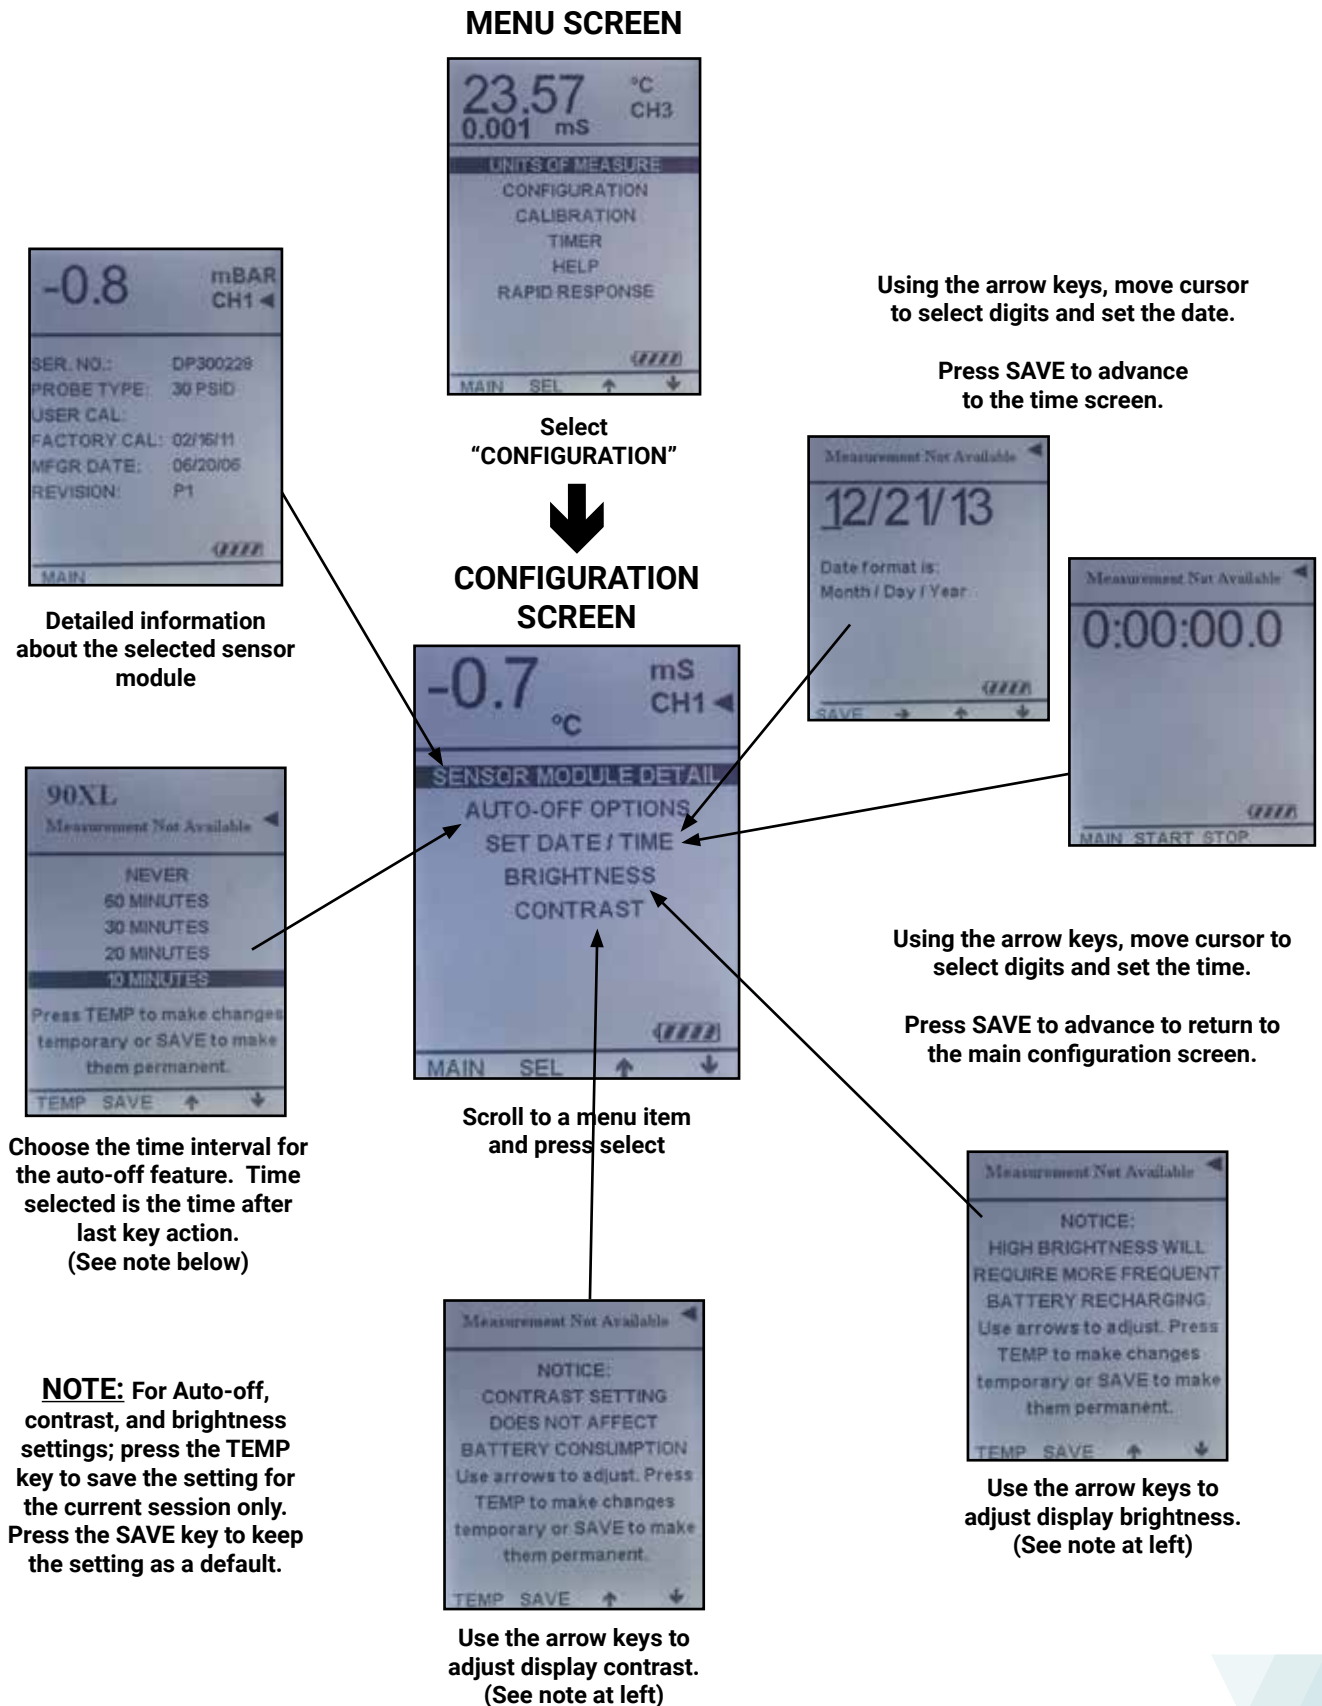 MENU SCREEN
23.57 °C
CH3
0.001 mS
UNITS OF MEASURE
CONFIGURATION
CALIBRATION
TIMER
HELP
RAPID RESPONSE
MAIN SEL
Select
“CONFIGURATION”
-0.8 mBAR
CH1
SER. NO.: DP300228
PROBE TYPE: 30 PSID
USER CAL:
FACTORY CAL: 02/16/11
MFGR DATE: 06/20/06
REVISION: P1
MAIN
Detailed information
about the selected sensor
module
Using the arrow keys, move cursor
to select digits and set the date.
Press SAVE to advance
to the time screen.
Measurement Not Available
12/21/13
Date format is:
Month / Day / Year
SAVE
Measurement Not Available
0:00:00.0
MAIN START STOP
CONFIGURATION
SCREEN
-0.7 mS
°C CH1
SENSOR MODULE DETAIL
AUTO-OFF OPTIONS
SET DATE / TIME
BRIGHTNESS
CONTRAST
MAIN SEL
Scroll to a menu item
and press select
90XL
Measurement Not Available
NEVER
60 MINUTES
30 MINUTES
20 MINUTES
10 MINUTES
Press TEMP to make changes
temporary or SAVE to make
them permanent.
TEMP SAVE
Choose the time interval for
the auto-off feature. Time
selected is the time after
last key action.
(See note below)
Using the arrow keys, move cursor to
select digits and set the time.
Press SAVE to advance to return to
the main configuration screen.
Measurement Not Available
NOTICE:
HIGH BRIGHTNESS WILL
REQUIRE MORE FREQUENT
BATTERY RECHARGING.
Use arrows to adjust. Press
TEMP to make changes
temporary or SAVE to make
them permanent.
TEMP SAVE
Use the arrow keys to
adjust display brightness.
(See note at left)
NOTE: For Auto-off,
contrast, and brightness
settings; press the TEMP
key to save the setting for
the current session only.
Press the SAVE key to keep
the setting as a default.
Measurement Not Available
NOTICE:
CONTRAST SETTING
DOES NOT AFFECT
BATTERY CONSUMPTION
Use arrows to adjust. Press
TEMP to make changes
temporary or SAVE to make
them permanent.
TEMP SAVE
Use the arrow keys to
adjust display contrast.
(See note at left)